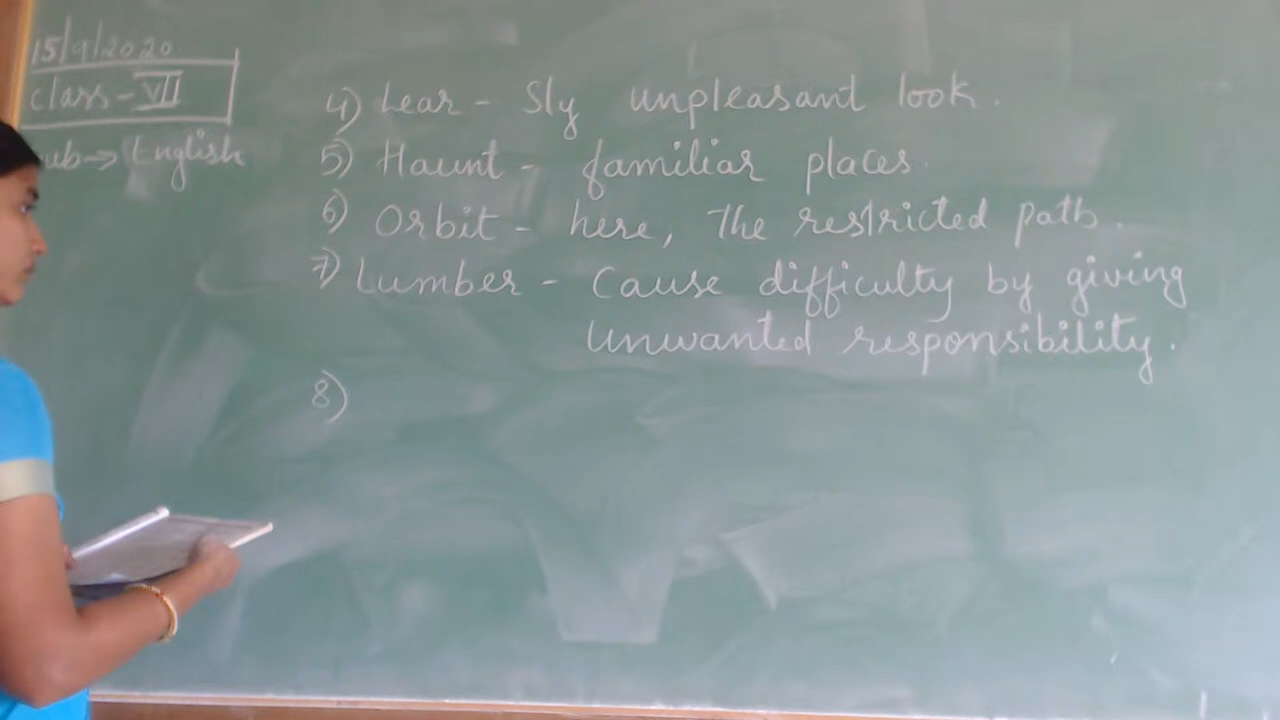 15/9/2020
Class - VII
sub → English
4) Lear - Sly unpleasant look.
5) Haunt - familiar places.
6) Orbit - here, The restricted path.
7) Lumber - Cause difficulty by giving
Unwanted responsibility.
8)